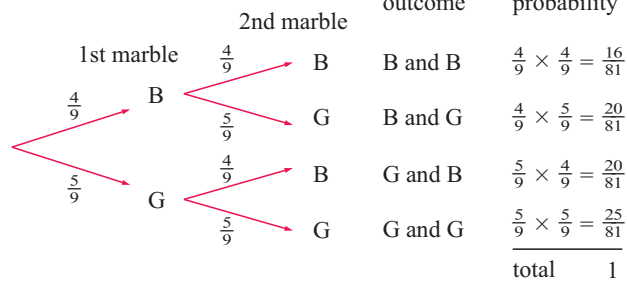 outcome probability
2nd marble
1st marble
4/9 B B and B 4/9 × 4/9 = 16/81
4/9 B
5/9 G B and G 4/9 × 5/9 = 20/81
4/9 B G and B 5/9 × 4/9 = 20/81
5/9 G
5/9 G G and G 5/9 × 5/9 = 25/81
total 1